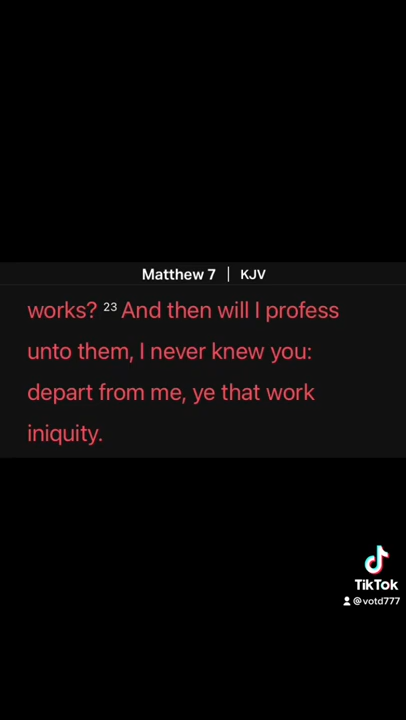 Matthew 7 | KJV
works? 23 And then will I profess
unto them, I never knew you:
depart from me, ye that work
iniquity.
TikTok
@votd777